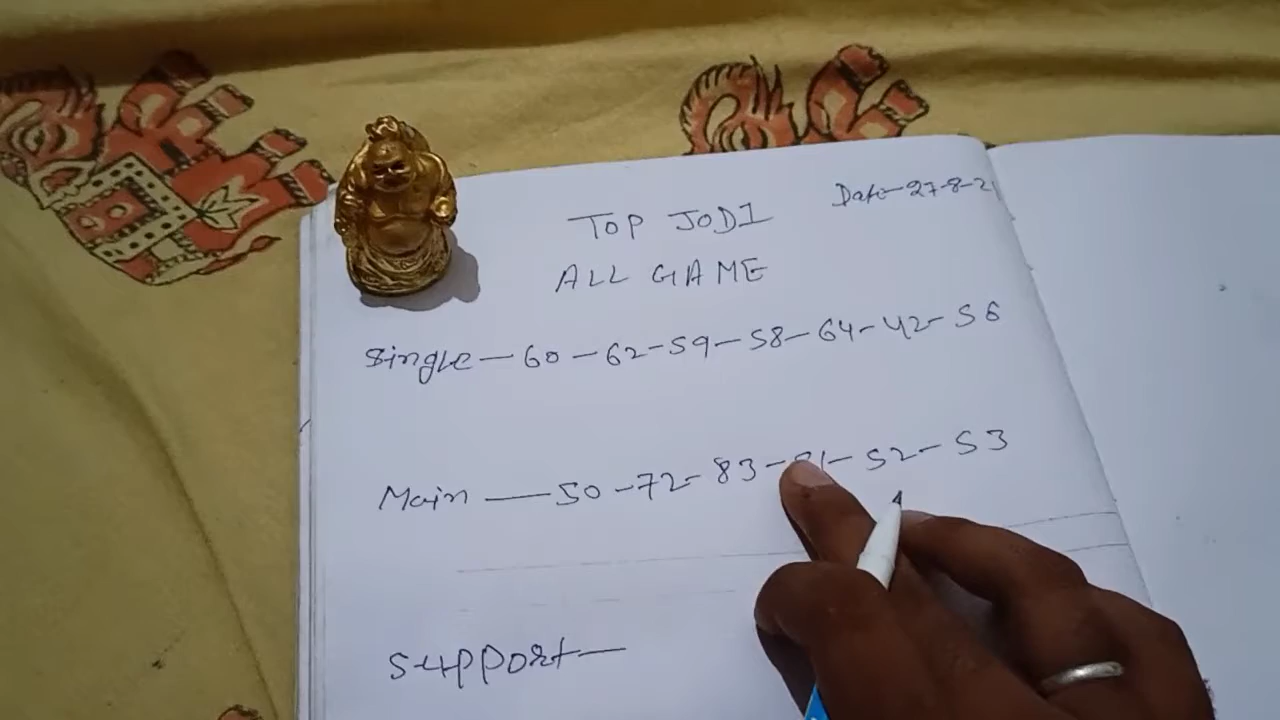 Date-27-8-21
TOP JODI
ALL GAME
Single-60-62-59-58-64-42-56
Main-50-72-83- -52-53
Support-